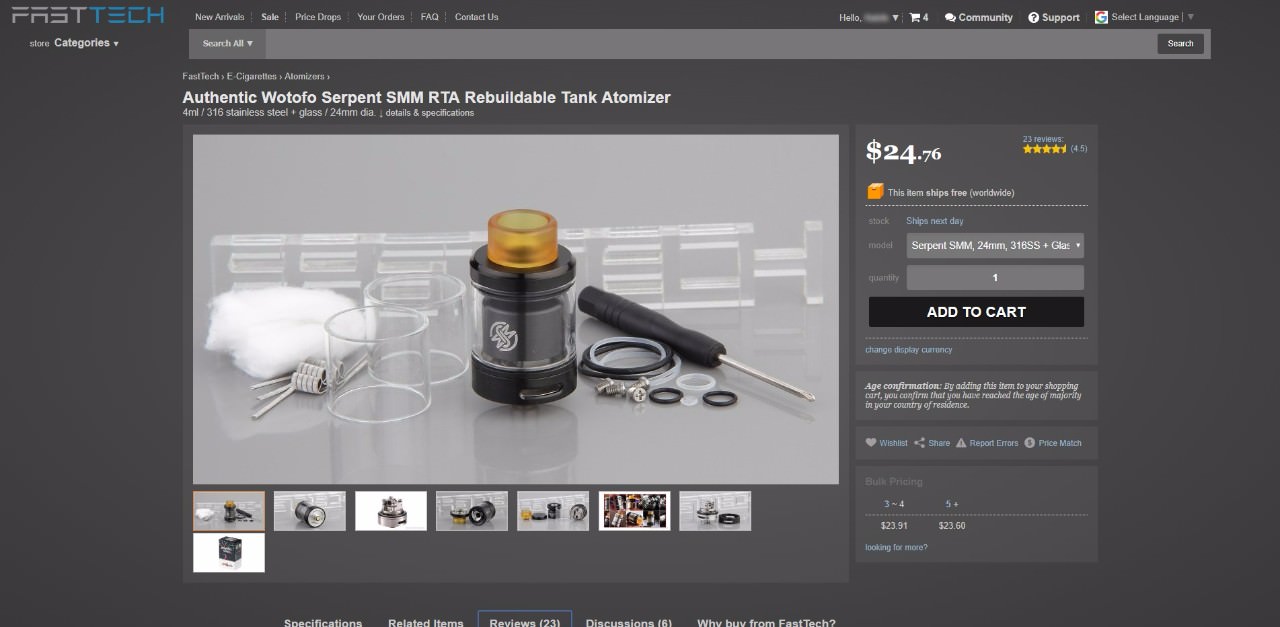 FASTTECH
New Arrivals Sale Price Drops Your Orders FAQ Contact Us
Hello, ▼ 4 Community Support Select Language ▼
store Categories ▼
Search All ▼
Search
FastTech › E-Cigarettes › Atomizers ›
Authentic Wotofo Serpent SMM RTA Rebuildable Tank Atomizer
4ml / 316 stainless steel + glass / 24mm dia. ↓ details & specifications
$24.76
23 reviews:
(4.5)
This item ships free (worldwide)
stock Ships next day
model Serpent SMM, 24mm, 316SS + Glas
quantity 1
ADD TO CART
change display currency
Age confirmation: By adding this item to your shopping
cart, you confirm that you have reached the age of majority
in your country of residence.
Wishlist Share Report Errors Price Match
Bulk Pricing
3 ~ 4 5 +
$23.91 $23.60
looking for more?
Specifications Related Items Reviews (23) Discussions (6) Why buy from FastTech?